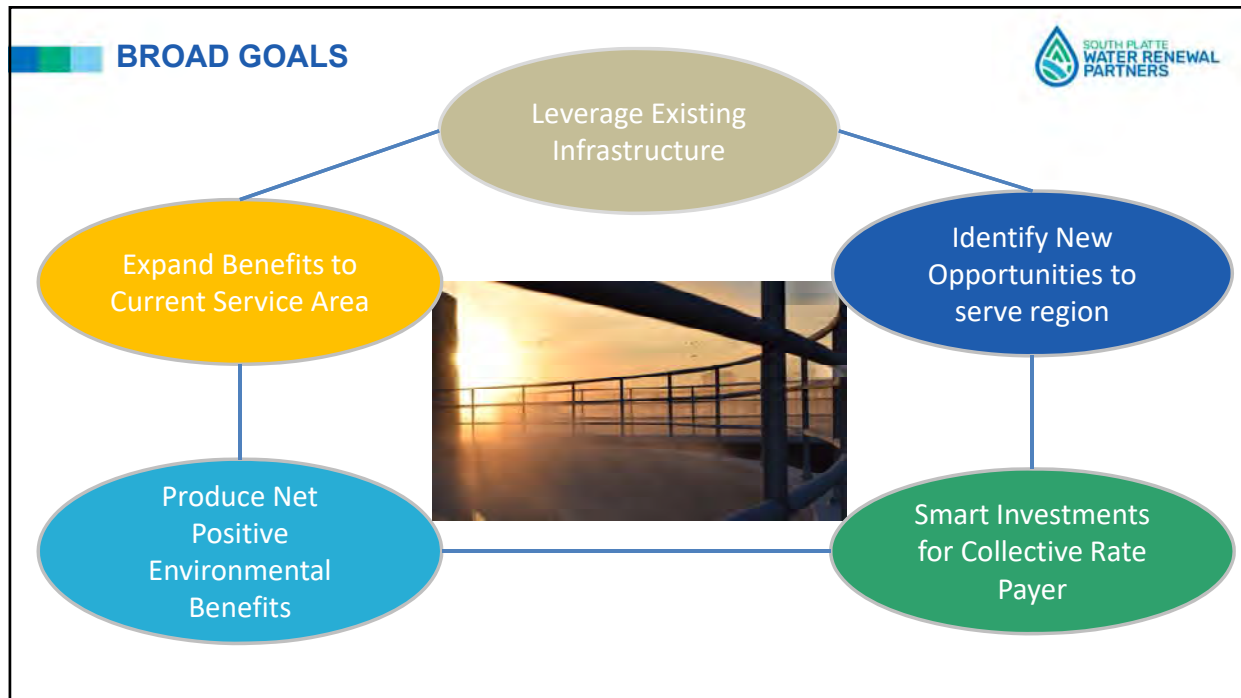 BROAD GOALS
SOUTH PLATTE
WATER RENEWAL
PARTNERS
Leverage Existing
Infrastructure
Expand Benefits to
Current Service Area
Identify New
Opportunities to
serve region
Produce Net
Positive
Environmental
Benefits
Smart Investments
for Collective Rate
Payer